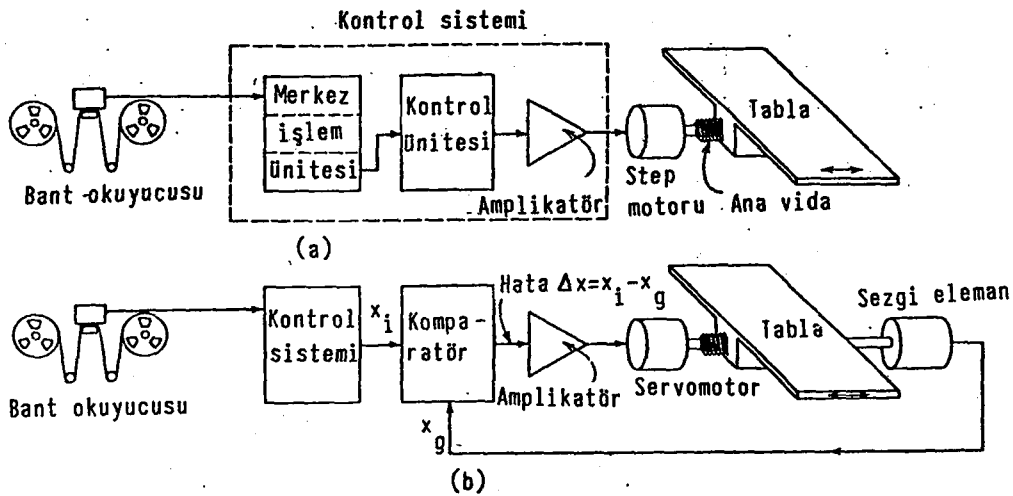 Kontrol sistemi
Merkez
işlem
ünitesi
Kontrol
ünitesi
Tabla
Bant okuyucusu
Amplikatör
Step
motoru
Ana vida
(a)
Hata Δx=x_i-x_g
Sezgi eleman
Kontrol
sistemi
x_i
Kompa-
ratör
Tabla
Bant okuyucusu
Amplikatör
Servomotor
x_g
(b)